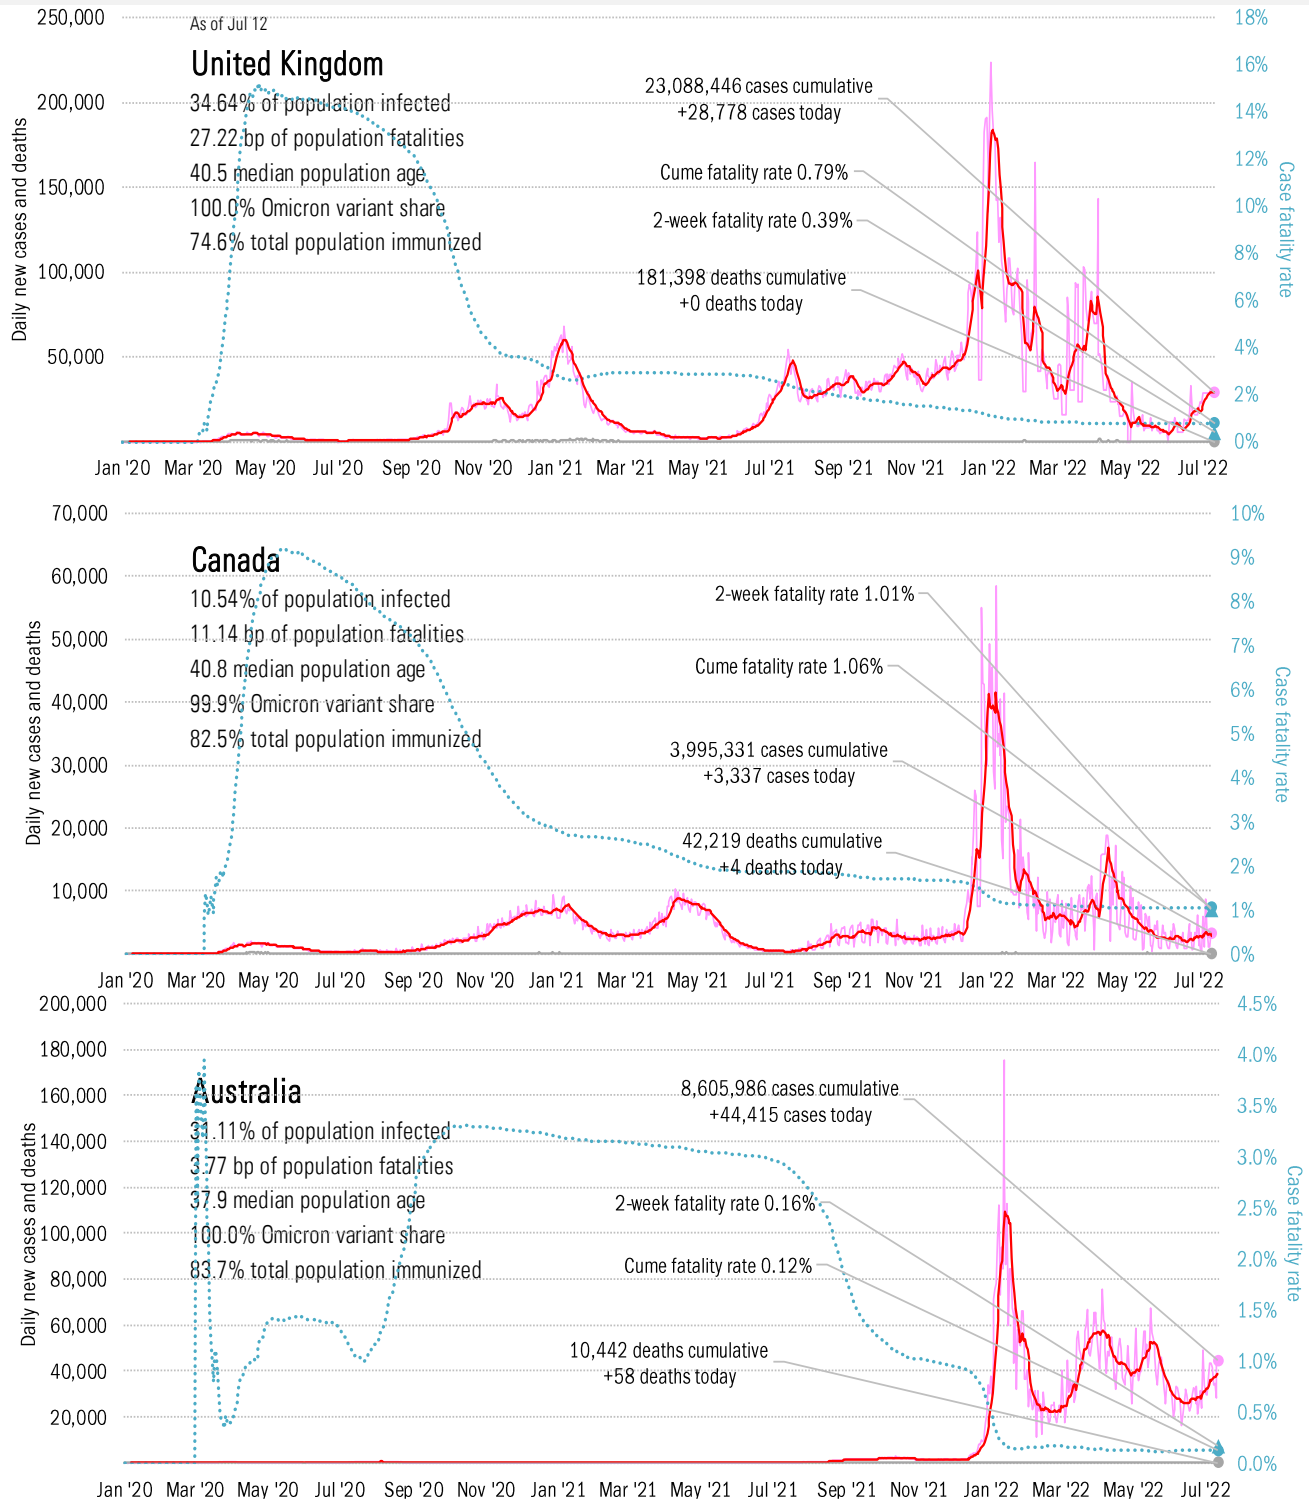 As of Jul 12
United Kingdom
34.64% of population infected
27.22 bp of population fatalities
40.5 median population age
100.0% Omicron variant share
74.6% total population immunized
23,088,446 cases cumulative
+28,778 cases today
Cume fatality rate 0.79%
2-week fatality rate 0.39%
181,398 deaths cumulative
+0 deaths today
Daily new cases and deaths
250,000
200,000
150,000
100,000
50,000
Case fatality rate
18%
16%
14%
12%
10%
8%
6%
4%
2%
0%
Jan '20 Mar '20 May '20 Jul '20 Sep '20 Nov '20 Jan '21 Mar '21 May '21 Jul '21 Sep '21 Nov '21 Jan '22 Mar '22 May '22 Jul '22
Canada
10.54% of population infected
11.14 bp of population fatalities
40.8 median population age
99.9% Omicron variant share
82.5% total population immunized
2-week fatality rate 1.01%
Cume fatality rate 1.06%
3,995,331 cases cumulative
+3,337 cases today
42,219 deaths cumulative
+4 deaths today
Daily new cases and deaths
70,000
60,000
50,000
40,000
30,000
20,000
10,000
Case fatality rate
10%
9%
8%
7%
6%
5%
4%
3%
2%
1%
0%
Jan '20 Mar '20 May '20 Jul '20 Sep '20 Nov '20 Jan '21 Mar '21 May '21 Jul '21 Sep '21 Nov '21 Jan '22 Mar '22 May '22 Jul '22
Australia
31.11% of population infected
3.77 bp of population fatalities
37.9 median population age
100.0% Omicron variant share
83.7% total population immunized
8,605,986 cases cumulative
+44,415 cases today
2-week fatality rate 0.16%
Cume fatality rate 0.12%
10,442 deaths cumulative
+58 deaths today
Daily new cases and deaths
200,000
180,000
160,000
140,000
120,000
100,000
80,000
60,000
40,000
20,000
Case fatality rate
4.5%
4.0%
3.5%
3.0%
2.5%
2.0%
1.5%
1.0%
0.5%
0.0%
Jan '20 Mar '20 May '20 Jul '20 Sep '20 Nov '20 Jan '21 Mar '21 May '21 Jul '21 Sep '21 Nov '21 Jan '22 Mar '22 May '22 Jul '22